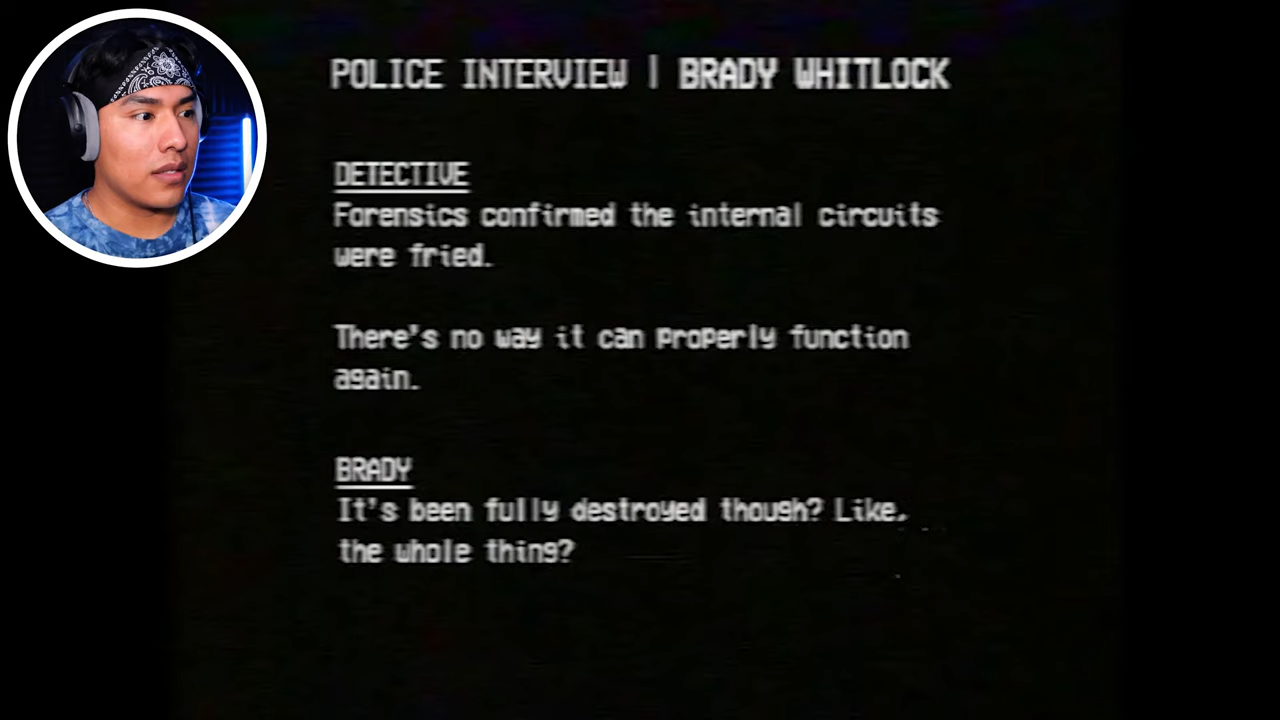 POLICE INTERVIEW | BRADY WHITLOCK
DETECTIVE
Forensics confirmed the internal circuits
were fried.
There's no way it can properly function
again.
BRADY
It's been fully destroyed though? Like,
the whole thing?